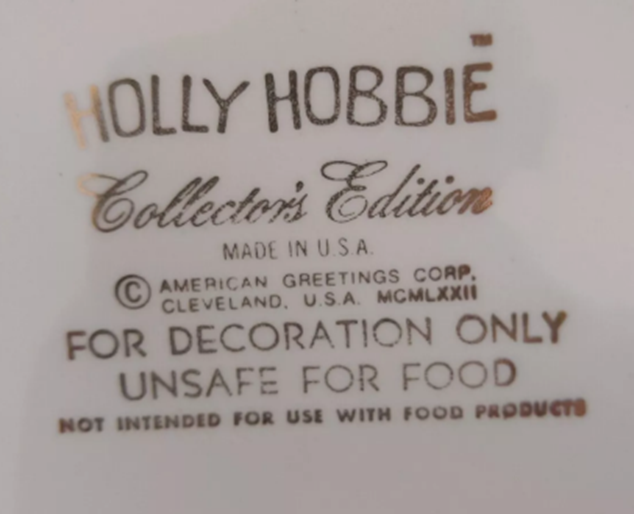 HOLLY HOBBIE™
Collector's Edition
MADE IN U.S.A.
© AMERICAN GREETINGS CORP.
CLEVELAND, U.S.A. MCMLXXII
FOR DECORATION ONLY
UNSAFE FOR FOOD
NOT INTENDED FOR USE WITH FOOD PRODUCTS